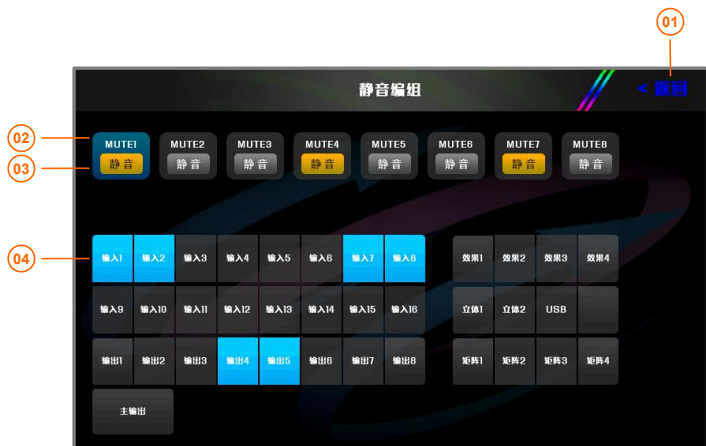 01
静音编组
< 返回
02
MUTE1 MUTE2 MUTE3 MUTE4 MUTE5 MUTE6 MUTE7 MUTE8
03
静音 静音 静音 静音 静音 静音 静音 静音
04
输入1 输入2 输入3 输入4 输入5 输入6 输入7 输入8 效果1 效果2 效果3 效果4
输入9 输入10 输入11 输入12 输入13 输入14 输入15 输入16 立体1 立体2 USB
输出1 输出2 输出3 输出4 输出5 输出6 输出7 输出8 矩阵1 矩阵2 矩阵3 矩阵4
主输出